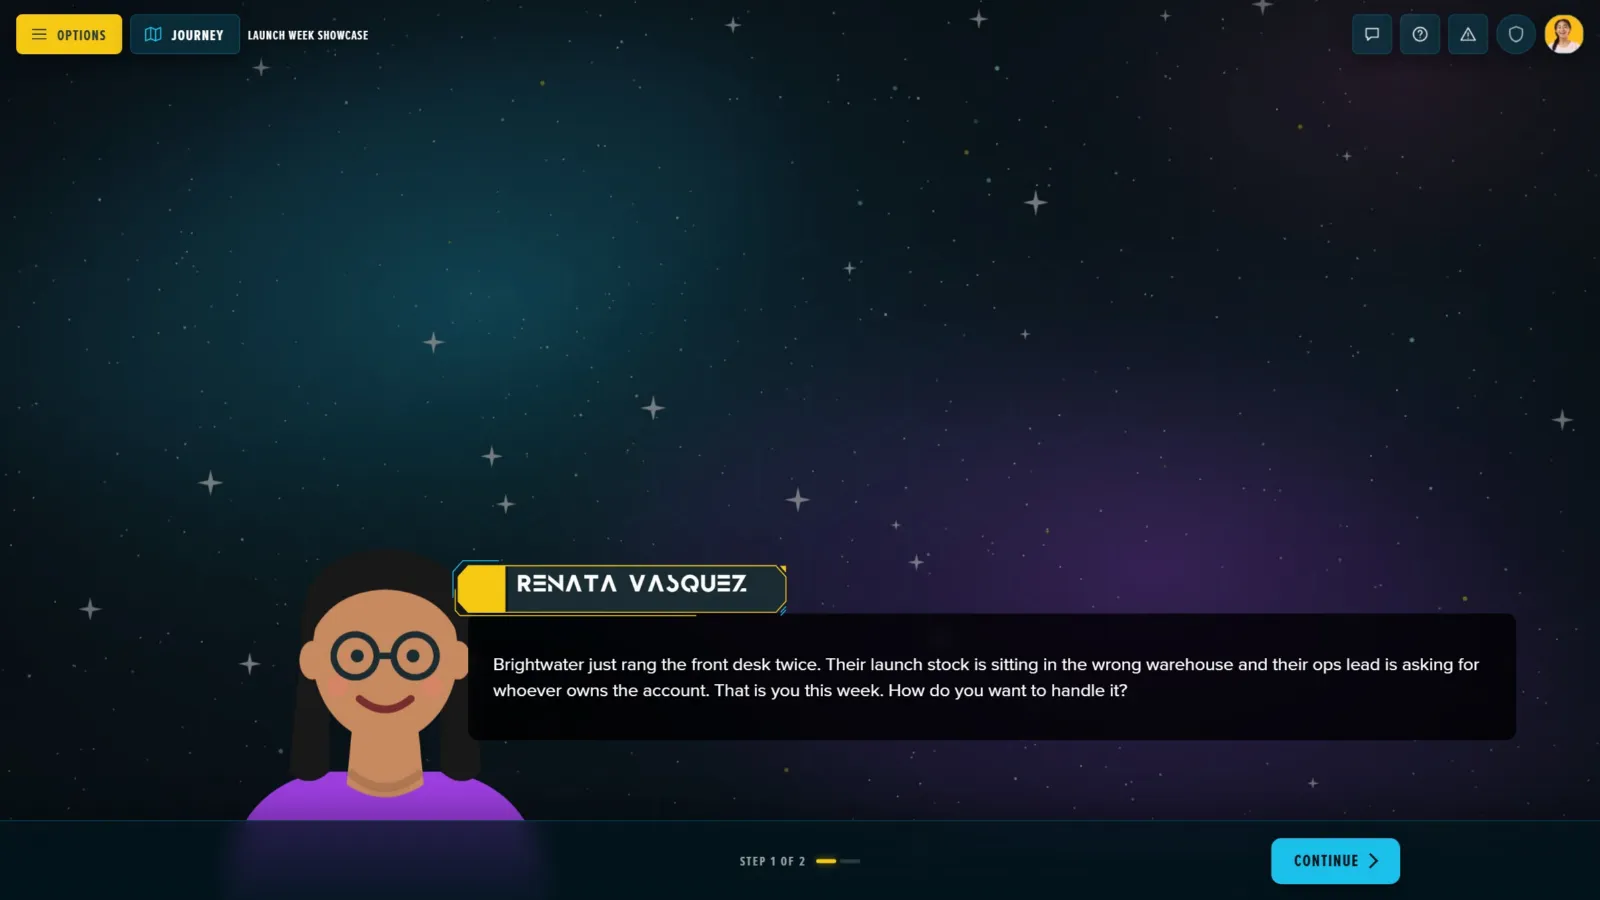 OPTIONS
JOURNEY
LAUNCH WEEK SHOWCASE
RENATA VASQUEZ
Brightwater just rang the front desk twice. Their launch stock is sitting in the wrong warehouse and their ops lead is asking for
whoever owns the account. That is you this week. How do you want to handle it?
STEP 1 OF 2
CONTINUE